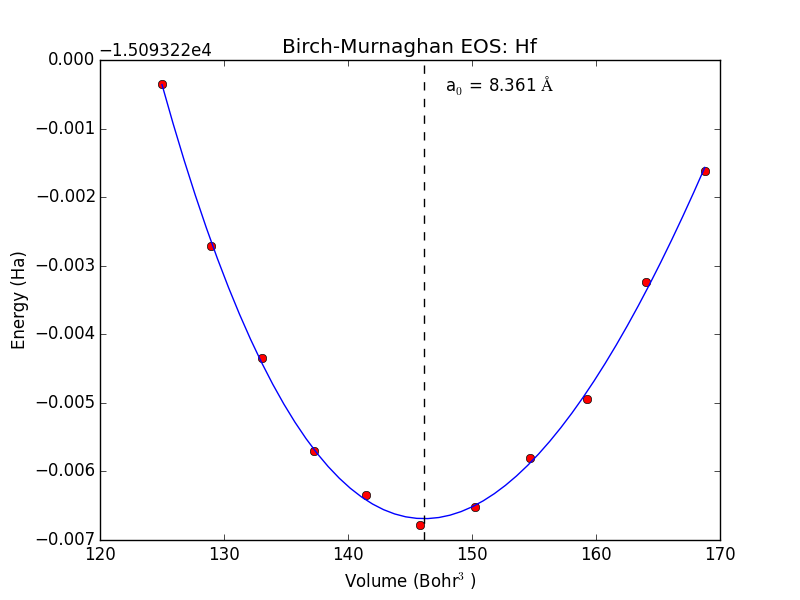 Birch-Murnaghan EOS: Hf
−1.509322e4
a₀ = 8.361 Å
Energy (Ha)
0.000
−0.001
−0.002
−0.003
−0.004
−0.005
−0.006
−0.007
120 130 140 150 160 170
Volume (Bohr³ )